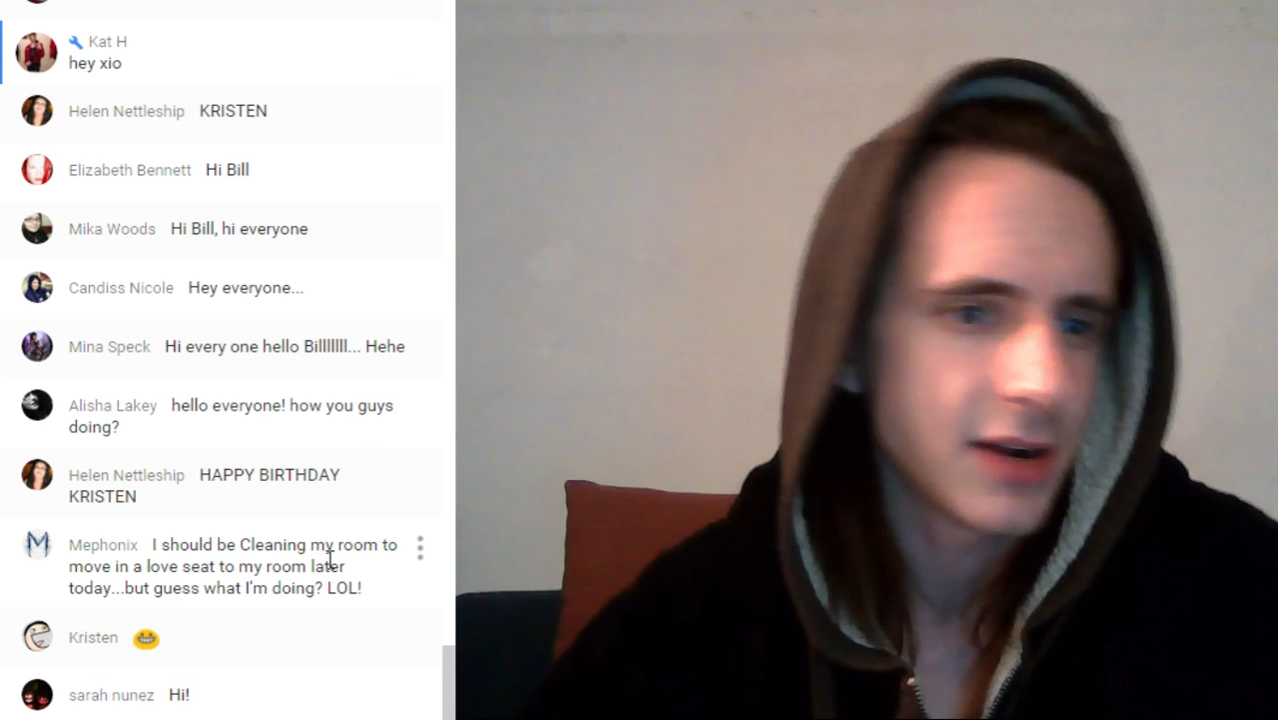 Kat H
hey xio
Helen Nettleship KRISTEN
Elizabeth Bennett Hi Bill
Mika Woods Hi Bill, hi everyone
Candiss Nicole Hey everyone...
Mina Speck Hi every one hello Billlllll... Hehe
Alisha Lakey hello everyone! how you guys
doing?
Helen Nettleship HAPPY BIRTHDAY
KRISTEN
M Mephonix I should be Cleaning my room to
move in a love seat to my room later
today...but guess what I'm doing? LOL!
Kristen 😁
sarah nunez Hi!